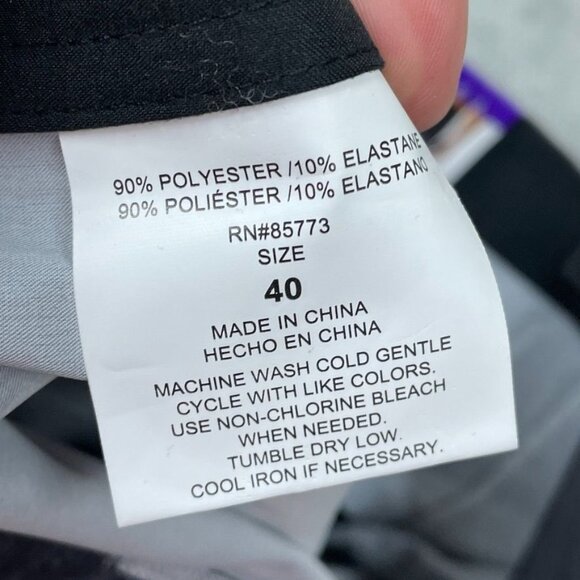 90% POLYESTER /10% ELASTANE
90% POLIÉSTER /10% ELASTANO
RN#85773
SIZE
40
MADE IN CHINA
HECHO EN CHINA
MACHINE WASH COLD GENTLE
CYCLE WITH LIKE COLORS.
USE NON-CHLORINE BLEACH
WHEN NEEDED.
TUMBLE DRY LOW.
COOL IRON IF NECESSARY.